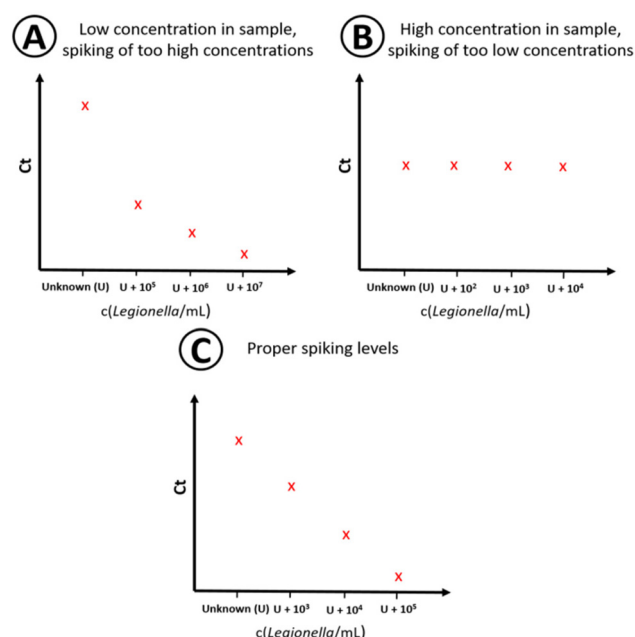 A
Low concentration in sample,
spiking of too high concentrations
Ct
x
x
x
x
Unknown (U) U + 10⁵ U + 10⁶ U + 10⁷
c(Legionella/mL)
B
High concentration in sample,
spiking of too low concentrations
Ct
x x x x
Unknown (U) U + 10² U + 10³ U + 10⁴
c(Legionella/mL)
C
Proper spiking levels
Ct
x
x
x
x
Unknown (U) U + 10³ U + 10⁴ U + 10⁵
c(Legionella/mL)